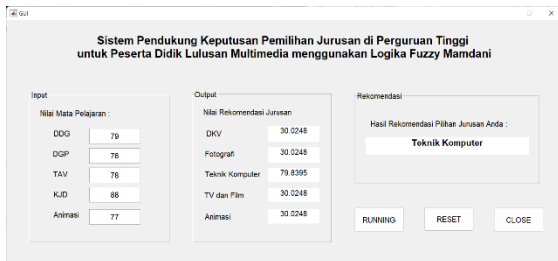 GUI
Sistem Pendukung Keputusan Pemilihan Jurusan di Perguruan Tinggi
untuk Peserta Didik Lulusan Multimedia menggunakan Logika Fuzzy Mamdani
Input
Nilai Mata Pelajaran :
DDG 79
DGP 76
TAV 76
KJD 86
Animasi 77
Output
Nilai Rekomendasi Jurusan
DKV 30.0248
Fotografi 30.0248
Teknik Komputer 79.8395
TV dan Film 30.0248
Animasi 30.0248
Rekomendasi
Hasil Rekomendasi Pilihan Jurusan Anda :
Teknik Komputer
RUNNING RESET CLOSE